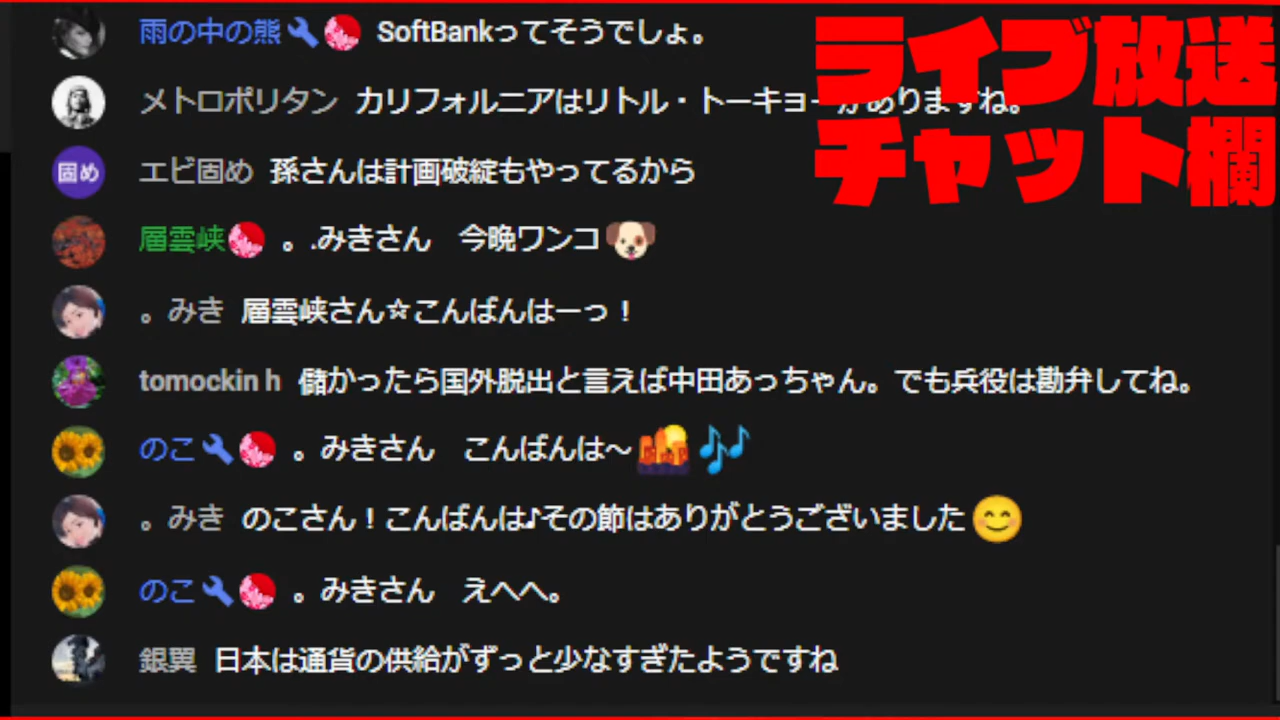 雨の中の熊 SoftBankってそうでしょ。
ライブ放送
メトロポリタン カリフォルニアはリトル・トーキョーがありますね。
チャット欄
固め エビ固め 孫さんは計画破綻もやってるから
層雲峡 。.みきさん 今晩ワンコ
。みき 層雲峡さん☆こんばんはーっ！
tomockin h 儲かったら国外脱出と言えば中田あっちゃん。でも兵役は勘弁してね。
のこ 。みきさん こんばんは〜
。みき のこさん！こんばんは♪その節はありがとうございました
のこ 。みきさん えへへ。
銀翼 日本は通貨の供給がずっと少なすぎたようですね